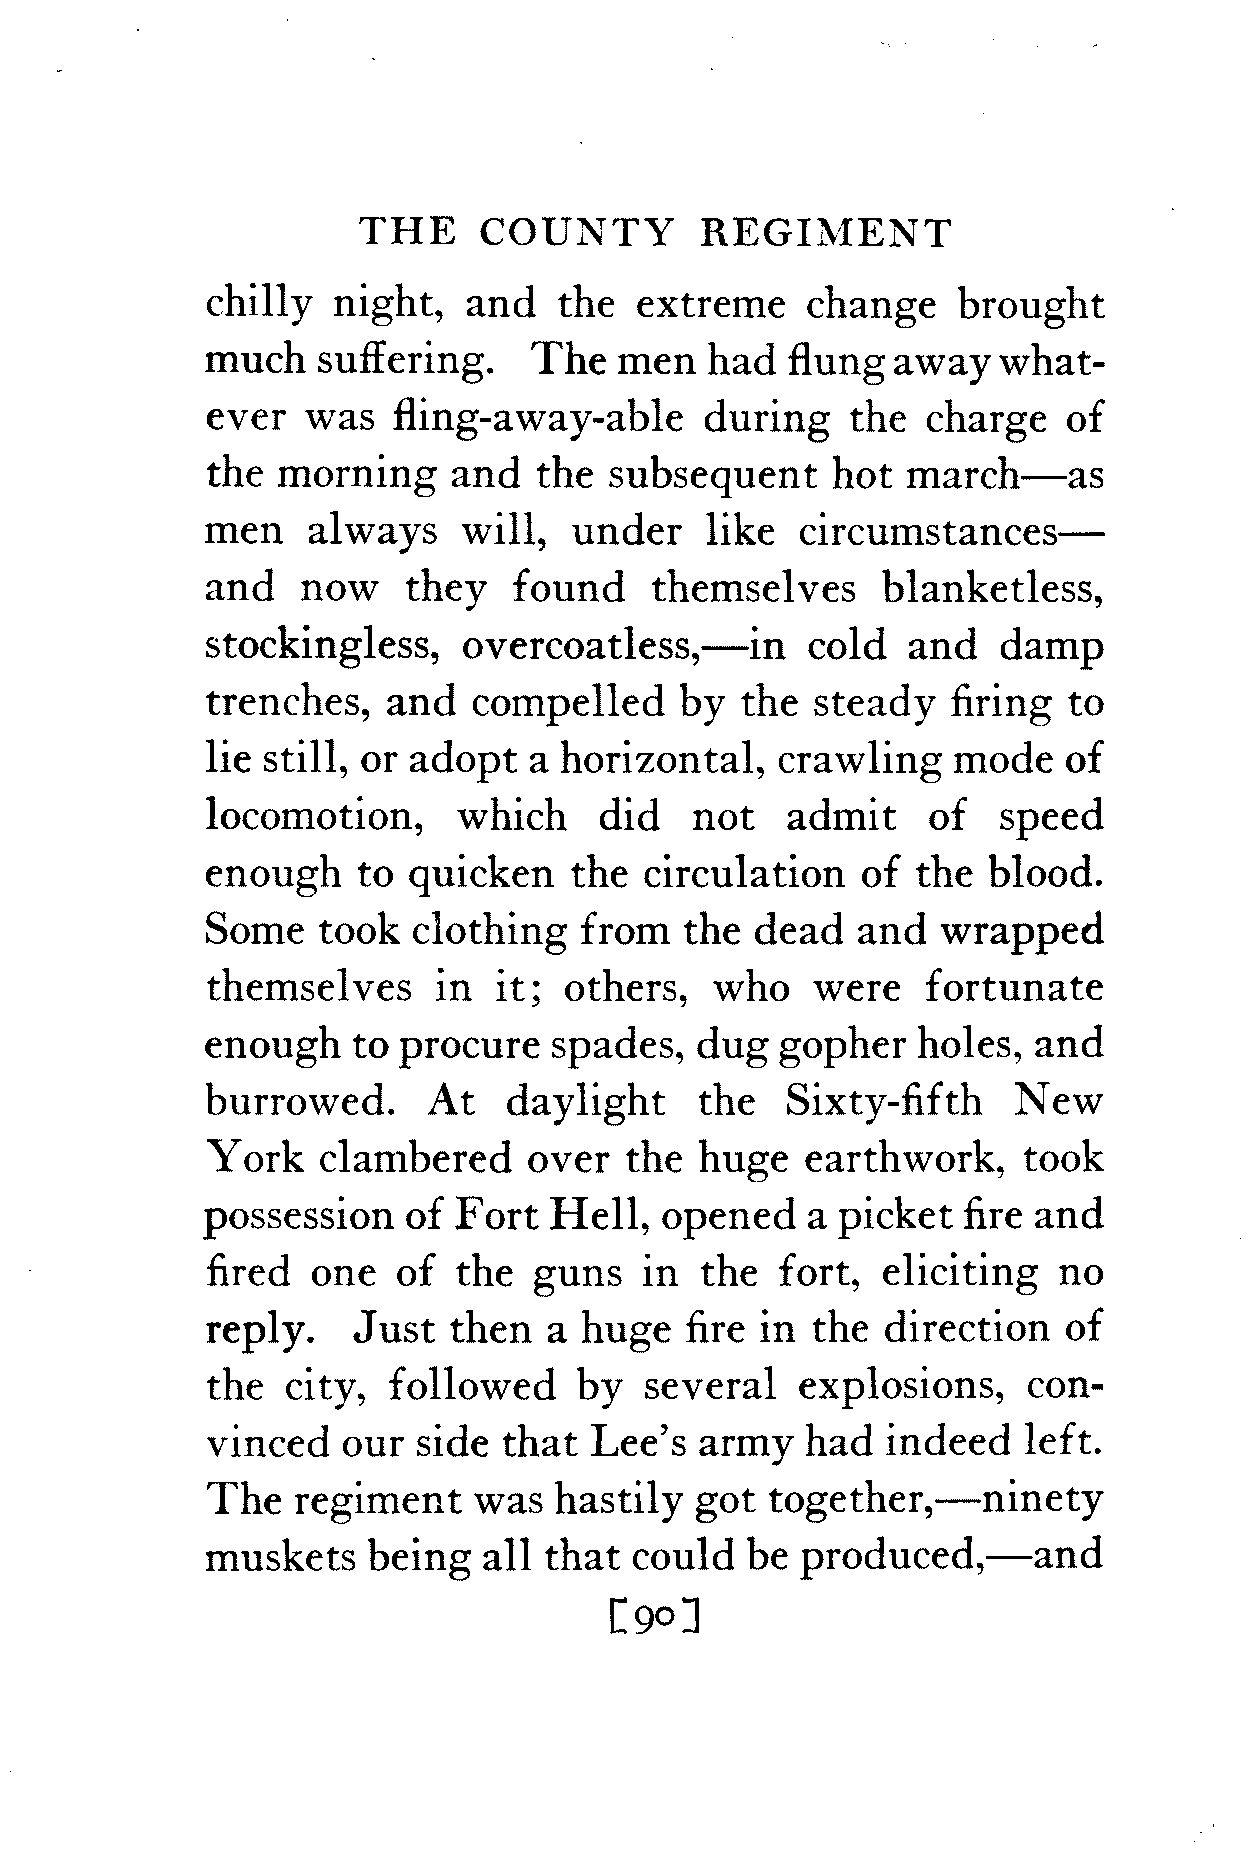 THE COUNTY REGIMENT
chilly night, and the extreme change brought
much suffering. The men had flung away what-
ever was fling-away-able during the charge of
the morning and the subsequent hot march—as
men always will, under like circumstances—
and now they found themselves blanketless,
stockingless, overcoatless,—in cold and damp
trenches, and compelled by the steady firing to
lie still, or adopt a horizontal, crawling mode of
locomotion, which did not admit of speed
enough to quicken the circulation of the blood.
Some took clothing from the dead and wrapped
themselves in it; others, who were fortunate
enough to procure spades, dug gopher holes, and
burrowed. At daylight the Sixty-fifth New
York clambered over the huge earthwork, took
possession of Fort Hell, opened a picket fire and
fired one of the guns in the fort, eliciting no
reply. Just then a huge fire in the direction of
the city, followed by several explosions, con-
vinced our side that Lee's army had indeed left.
The regiment was hastily got together,—ninety
muskets being all that could be produced,—and
[90]